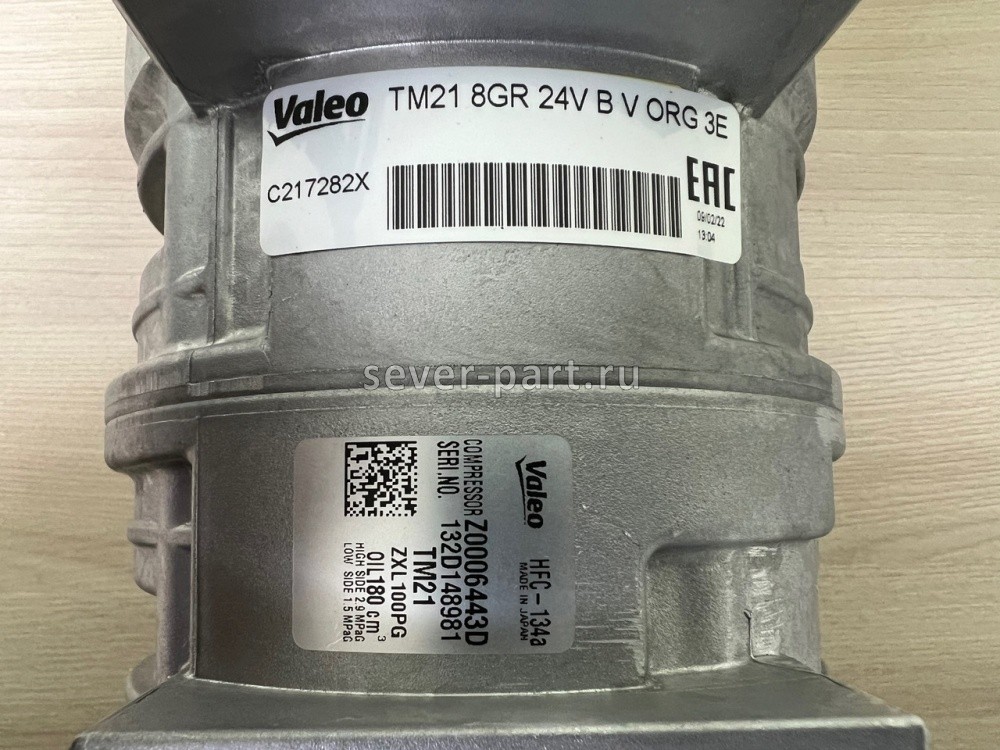 Valeo TM21 8GR 24V B V ORG 3E
C217282X
EAC
09/02/22
13:04
sever-part.ru
Valeo HFC-134a
MADE IN JAPAN
COMPRESSOR Z0006443D
SERI.NO. 132D148981
TM21
ZXL100PG
OIL180 cm³
HIGH SIDE 2.9 MPaG
LOW SIDE 1.5 MPaG